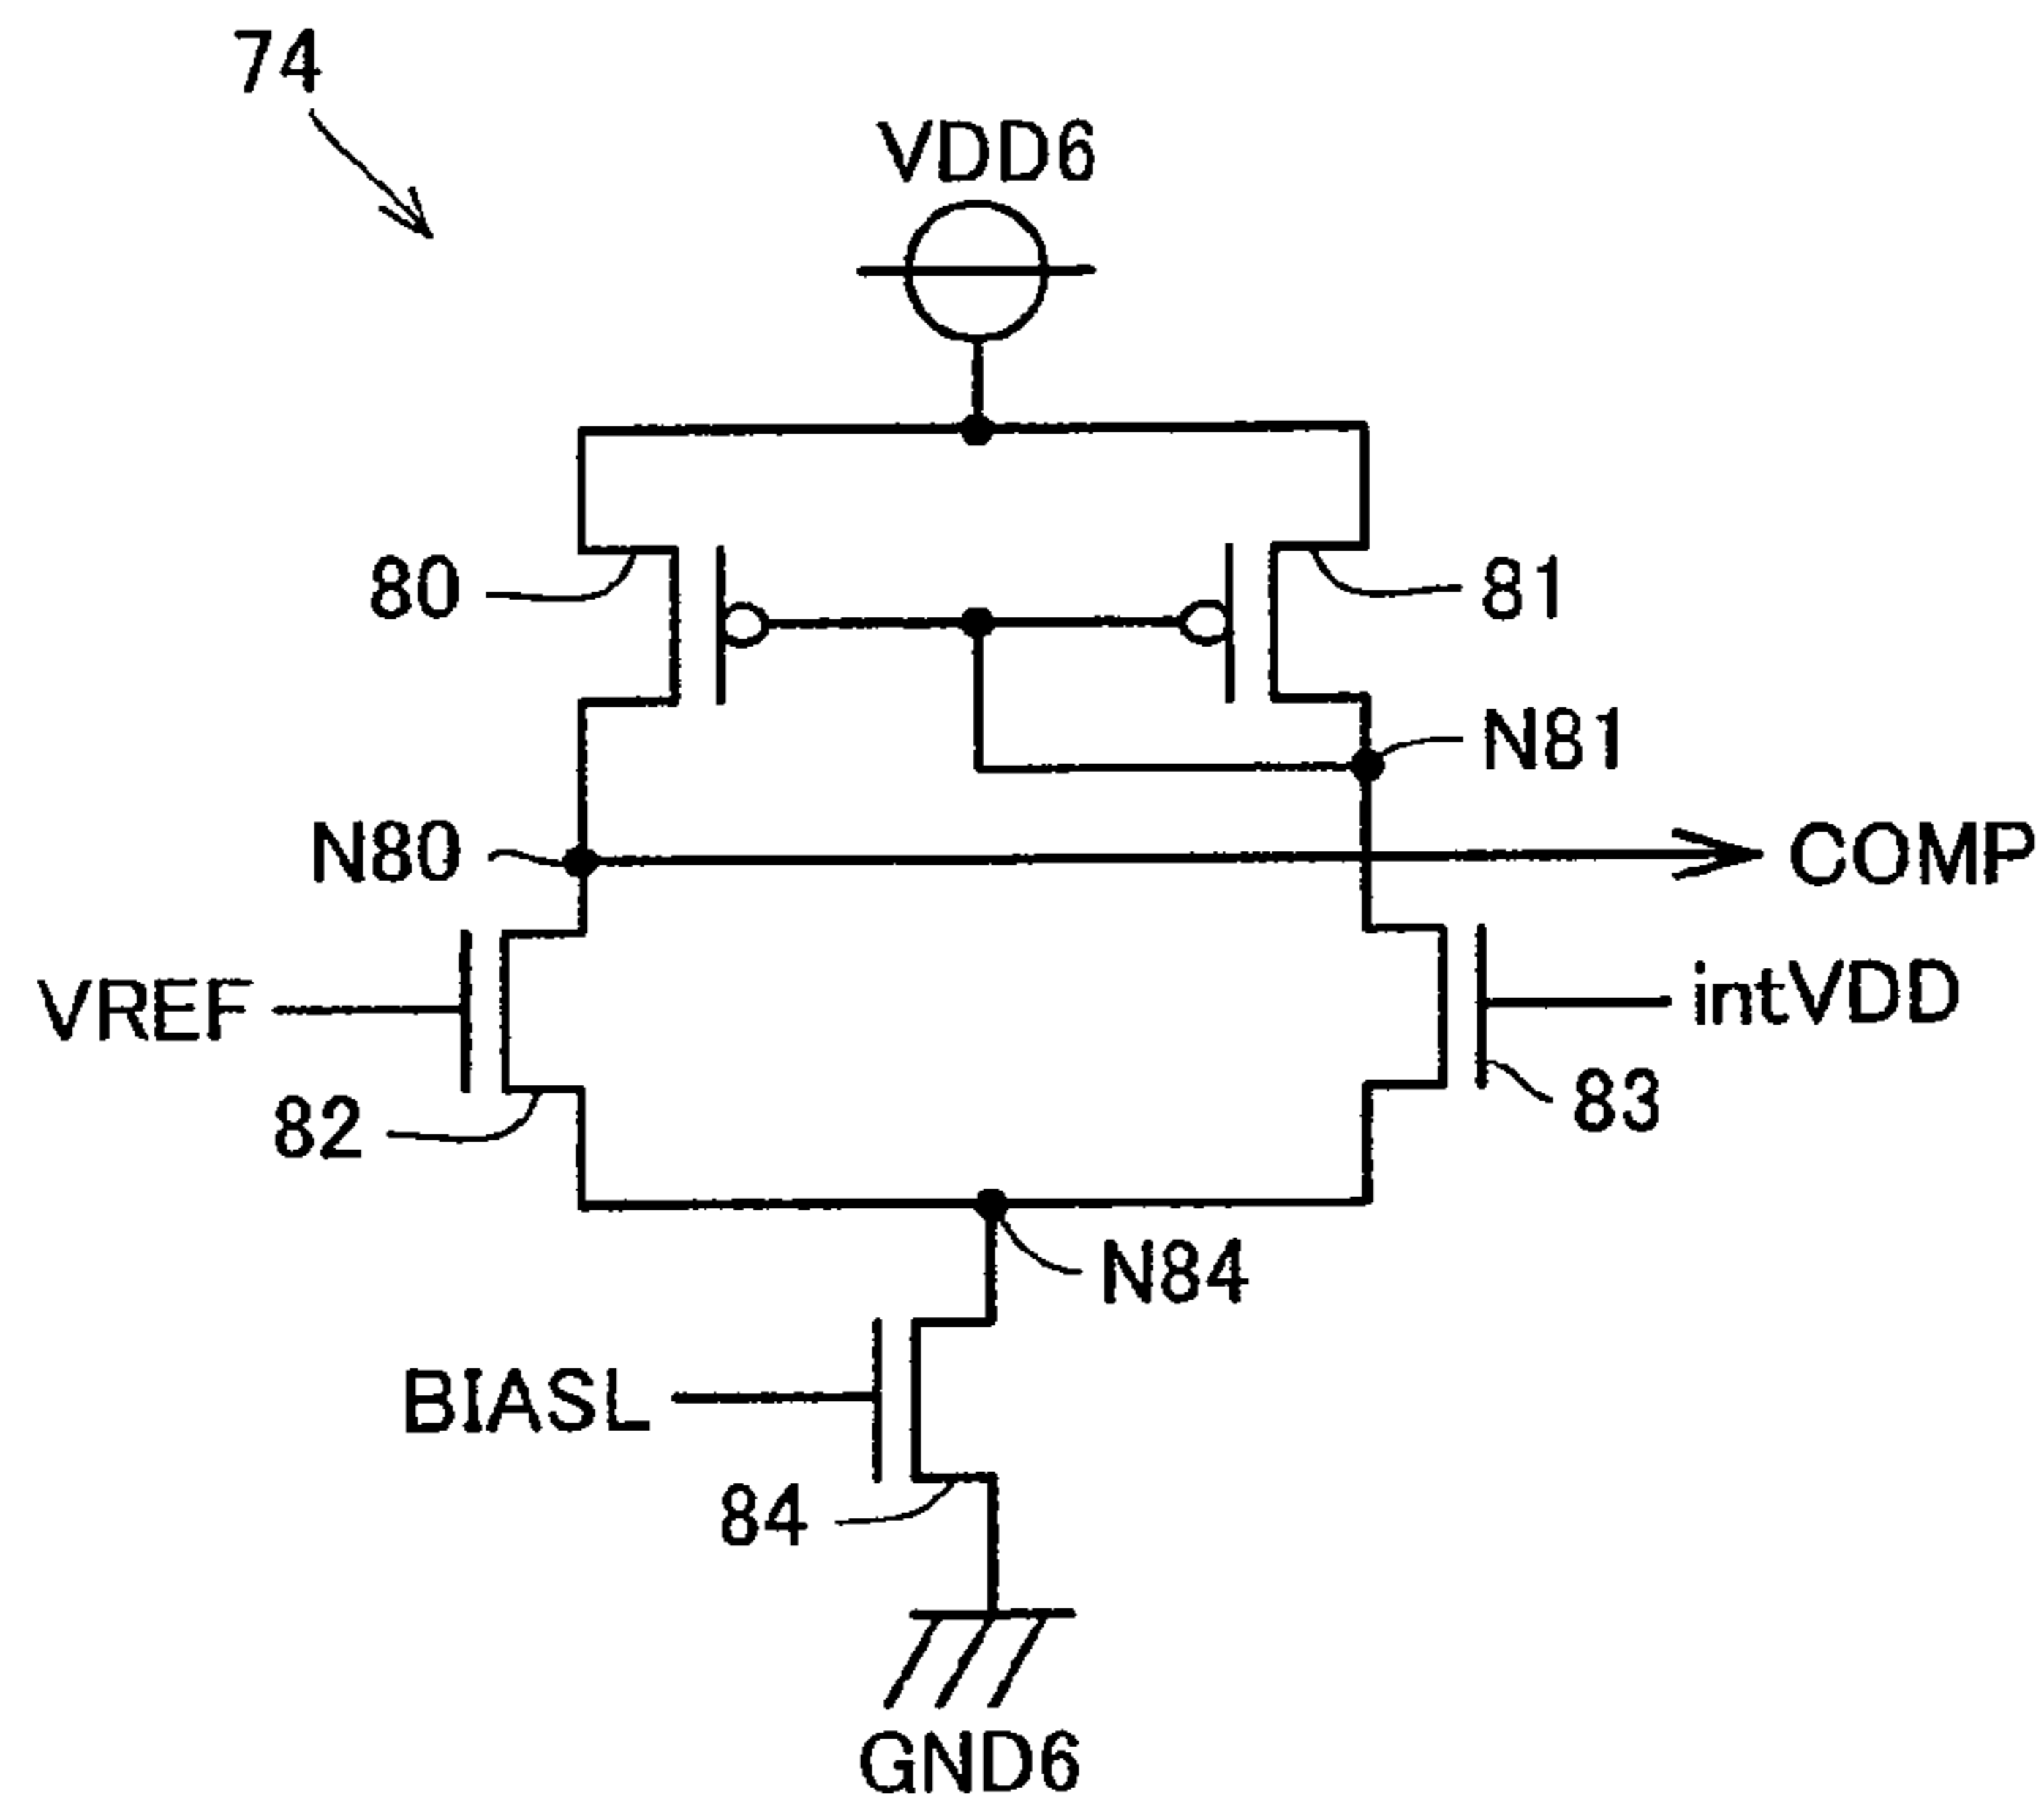 74
VDD6
80
81
N81
N80
COMP
VREF
intVDD
82
83
N84
BIASL
84
GND6